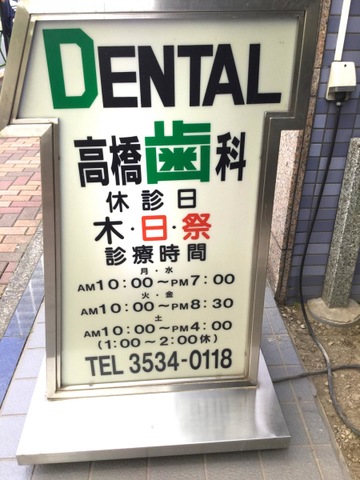 DENTAL
高橋歯科
休診日
木・日・祭
診療時間
月・水
AM10:00～PM7:00
火・金
AM10:00～PM8:30
土
AM10:00～PM4:00
(1:00～2:00休)
TEL 3534-0118